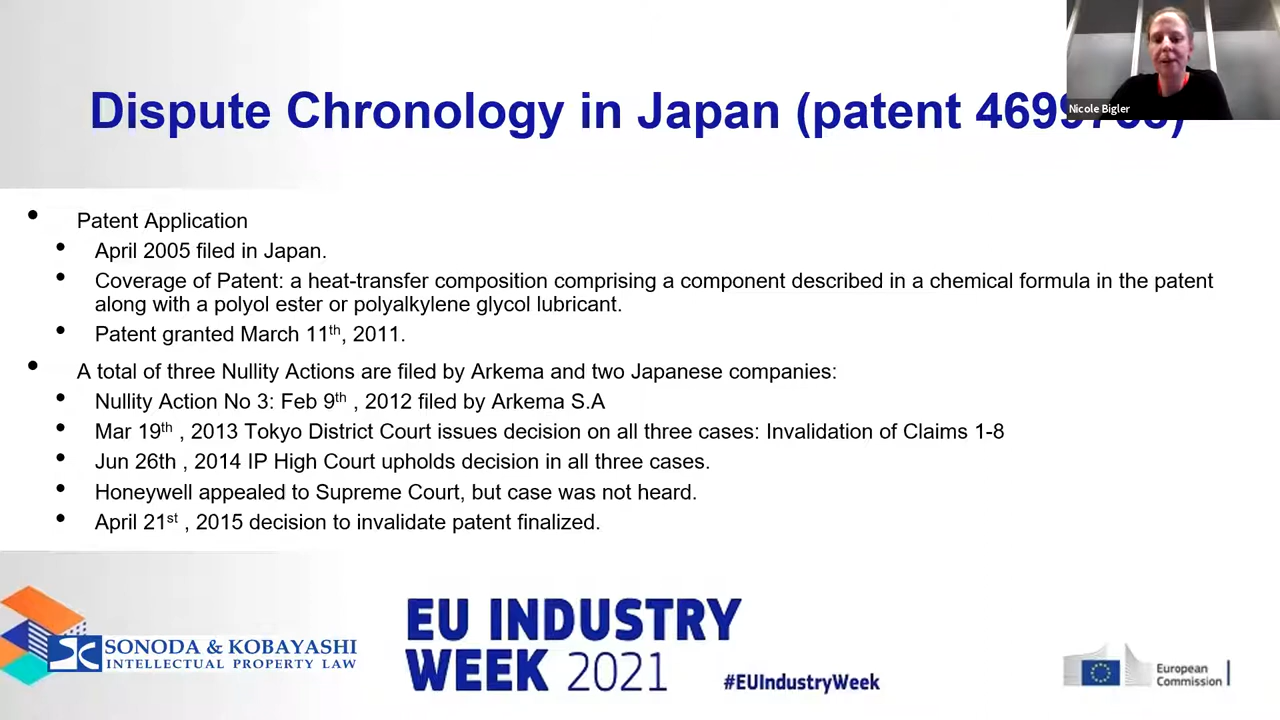 Dispute Chronology in Japan (patent
Nicole Bigler
• Patent Application
• April 2005 filed in Japan.
• Coverage of Patent: a heat-transfer composition comprising a component described in a chemical formula in the patent
along with a polyol ester or polyalkylene glycol lubricant.
• Patent granted March 11th, 2011.
• A total of three Nullity Actions are filed by Arkema and two Japanese companies:
• Nullity Action No 3: Feb 9th , 2012 filed by Arkema S.A
• Mar 19th , 2013 Tokyo District Court issues decision on all three cases: Invalidation of Claims 1-8
• Jun 26th , 2014 IP High Court upholds decision in all three cases.
• Honeywell appealed to Supreme Court, but case was not heard.
• April 21st , 2015 decision to invalidate patent finalized.
SONODA & KOBAYASHI
INTELLECTUAL PROPERTY LAW
EU INDUSTRY
WEEK 2021
#EUIndustryWeek
European
Commission